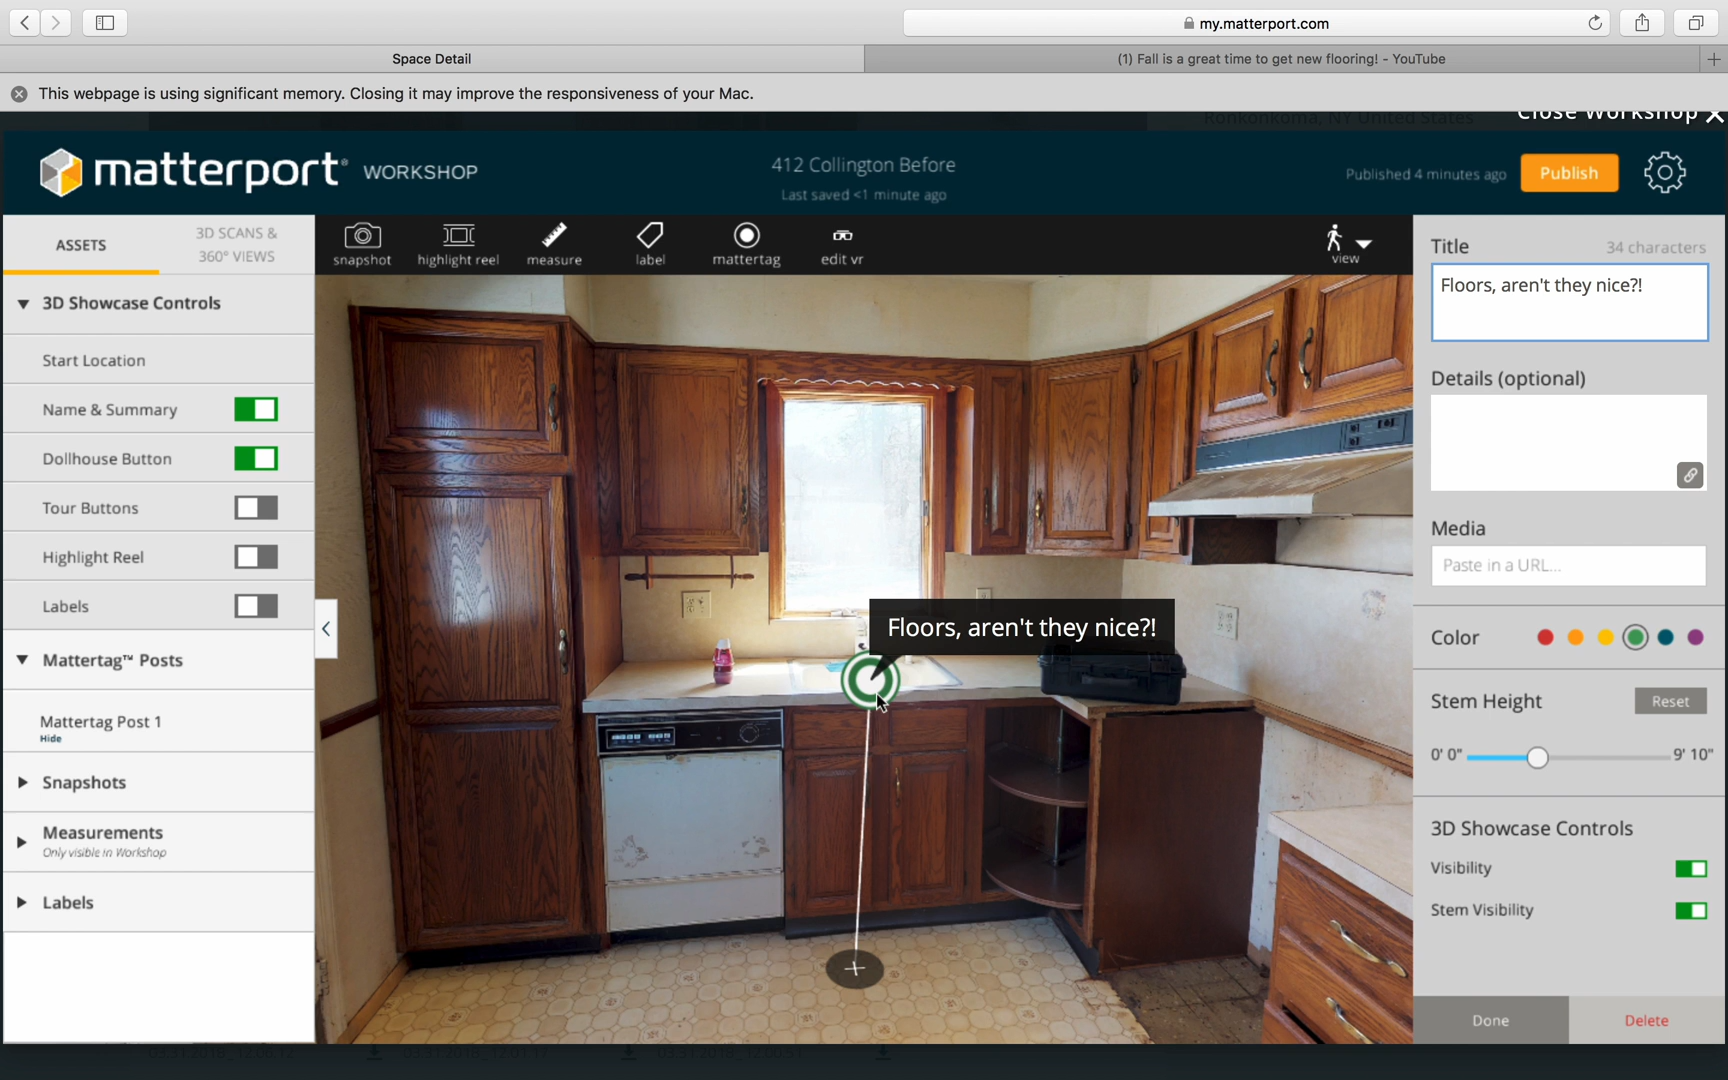 my.matterport.com
Space Detail
(1) Fall is a great time to get new flooring! - YouTube
This webpage is using significant memory. Closing it may improve the responsiveness of your Mac.
Ronkonkoma, NY United States
Close Workshop
matterport® WORKSHOP
412 Collington Before
Last saved <1 minute ago
Published 4 minutes ago
Publish
ASSETS
3D SCANS &
360° VIEWS
snapshot
highlight reel
measure
label
mattertag
edit vr
view
3D Showcase Controls
Start Location
Name & Summary
Dollhouse Button
Tour Buttons
Highlight Reel
Labels
Mattertag™ Posts
Mattertag Post 1
Hide
Snapshots
Measurements
Only visible in Workshop
Labels
Floors, aren't they nice?!
Title
34 characters
Floors, aren't they nice?!
Details (optional)
Media
Paste in a URL...
Color
Stem Height
Reset
0' 0"
9' 10"
3D Showcase Controls
Visibility
Stem Visibility
Done
Delete